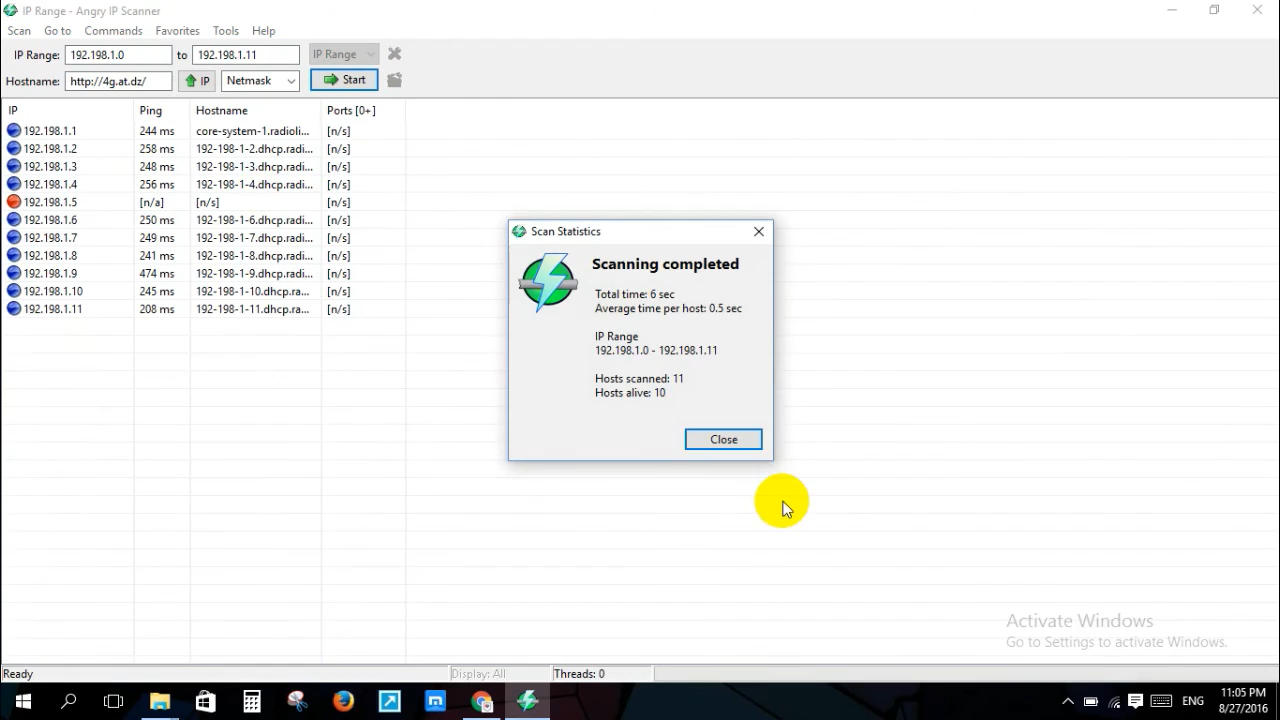 IP Range - Angry IP Scanner
Scan Go to Commands Favorites Tools Help
IP Range: 192.198.1.0 to 192.198.1.11 IP Range
Hostname: http://4g.at.dz/ IP Netmask Start
IP Ping Hostname Ports [0+]
192.198.1.1 244 ms core-system-1.radioli... [n/s]
192.198.1.2 258 ms 192-198-1-2.dhcp.radi... [n/s]
192.198.1.3 248 ms 192-198-1-3.dhcp.radi... [n/s]
192.198.1.4 256 ms 192-198-1-4.dhcp.radi... [n/s]
192.198.1.5 [n/a] [n/s] [n/s]
192.198.1.6 250 ms 192-198-1-6.dhcp.radi... [n/s]
192.198.1.7 249 ms 192-198-1-7.dhcp.radi... [n/s]
192.198.1.8 241 ms 192-198-1-8.dhcp.radi... [n/s]
192.198.1.9 474 ms 192-198-1-9.dhcp.radi... [n/s]
192.198.1.10 245 ms 192-198-1-10.dhcp.ra... [n/s]
192.198.1.11 208 ms 192-198-1-11.dhcp.ra... [n/s]
Scan Statistics
Scanning completed
Total time: 6 sec
Average time per host: 0.5 sec
IP Range
192.198.1.0 - 192.198.1.11
Hosts scanned: 11
Hosts alive: 10
Close
Activate Windows
Go to Settings to activate Windows.
Ready Display: All Threads: 0
ENG 11:05 PM
8/27/2016